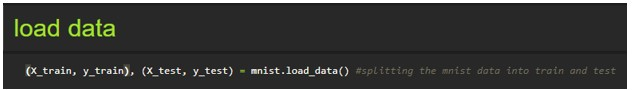 load data
(X_train, y_train), (X_test, y_test) = mnist.load_data() #splitting the mnist data into train and test